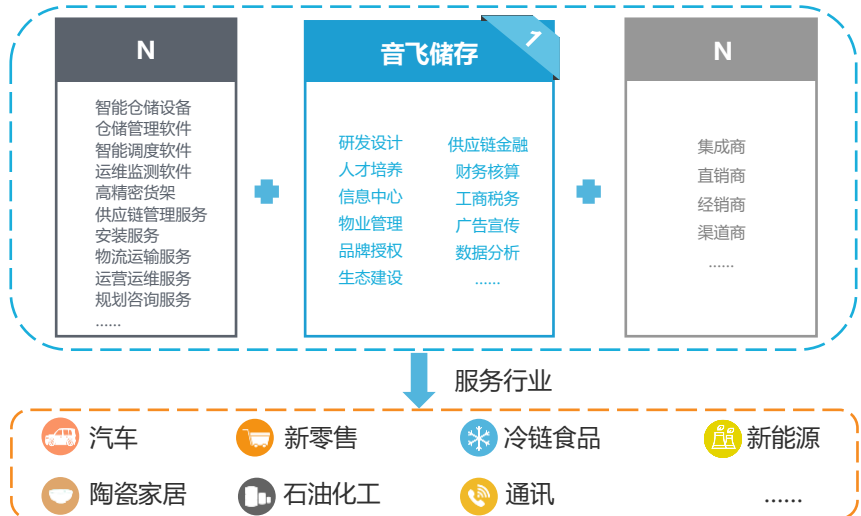 N
智能仓储设备
仓储管理软件
智能调度软件
运维监测软件
高精密货架
供应链管理服务
安装服务
物流运输服务
运营运维服务
规划咨询服务
......
音飞储存
1
研发设计
人才培养
信息中心
物业管理
品牌授权
生态建设
供应链金融
财务核算
工商税务
广告宣传
数据分析
......
N
集成商
直销商
经销商
渠道商
......
服务行业
汽车
新零售
冷链食品
新能源
陶瓷家居
石油化工
通讯
......